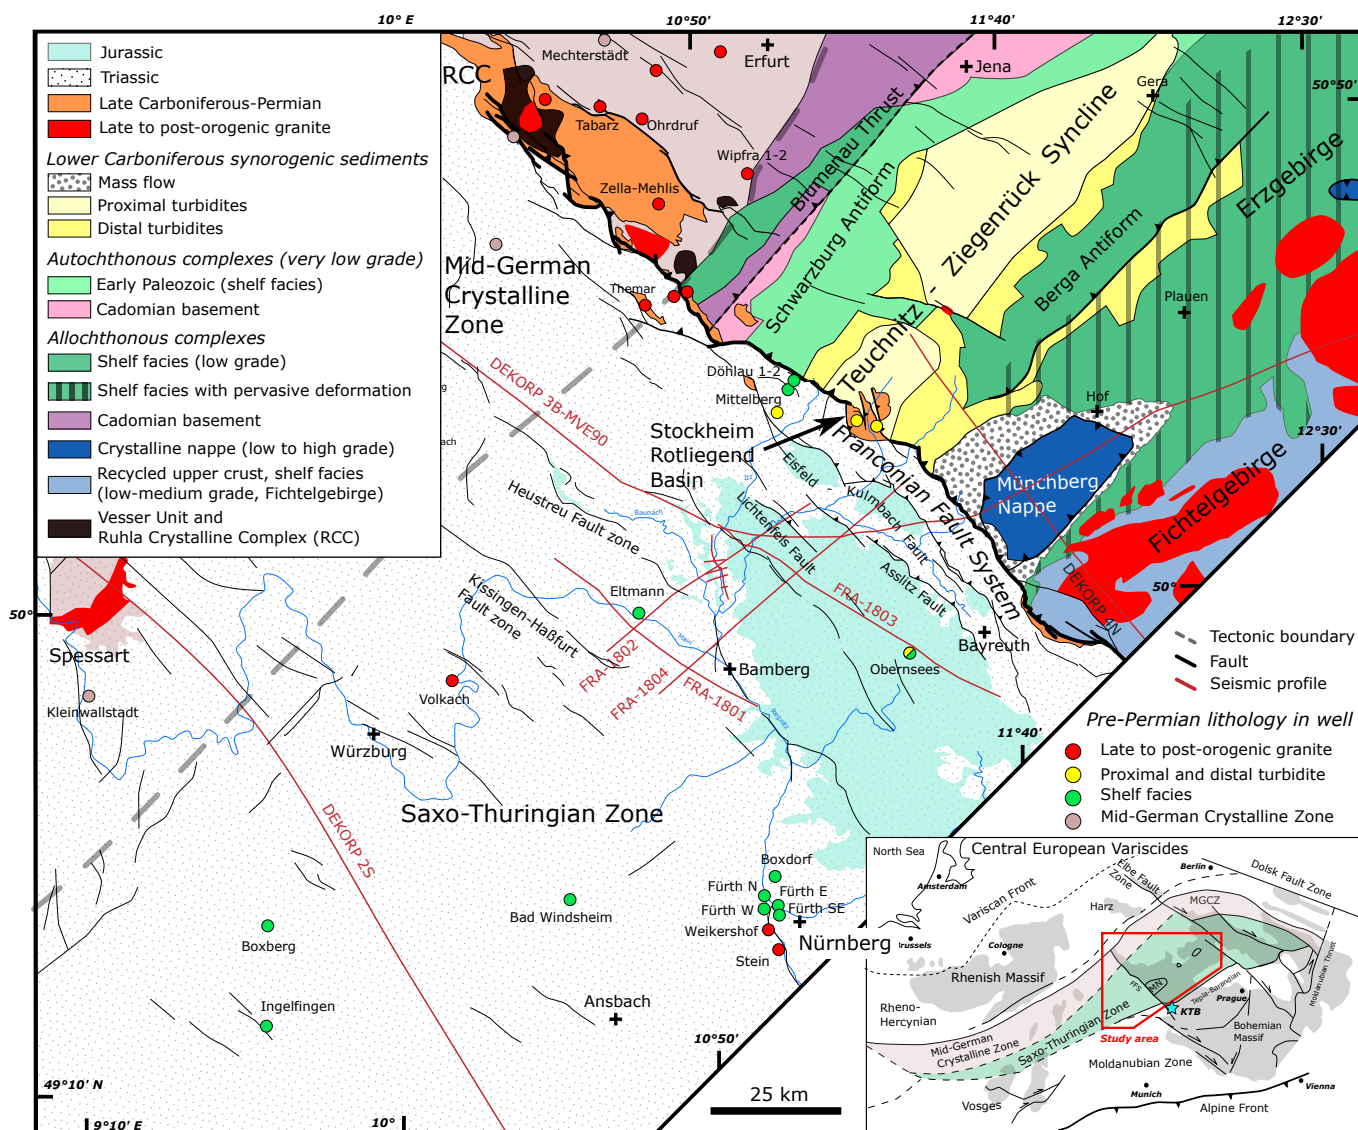 10° E
10°50'
11°40'
12°30'
Jurassic
Triassic
Late Carboniferous-Permian
Late to post-orogenic granite
Lower Carboniferous synorogenic sediments
Mass flow
Proximal turbidites
Distal turbidites
Autochthonous complexes (very low grade)
Early Paleozoic (shelf facies)
Cadomian basement
Allochthonous complexes
Shelf facies (low grade)
Shelf facies with pervasive deformation
Cadomian basement
Crystalline nappe (low to high grade)
Recycled upper crust, shelf facies
(low-medium grade, Fichtelgebirge)
Vesser Unit and
Ruhla Crystalline Complex (RCC)
RCC
Mechterstädt
Erfurt
Jena
Gera
50°50'
Tabarz
Ohrdruf
Wipfra 1-2
Zella-Mehlis
Blumenau Thrust
Schwarzburg Antiform
Ziegenrück Syncline
-
Teuchnitz
Berga Antiform
Erzgebirge
Plauen
Mid-German
Crystalline
Zone
Themar
DEKORP 3B-MVE90
Döhlau 1-2
Mittelberg
Stockheim
Rotliegend
Basin
Hof
12°30'
Münchberg
Nappe
Fichtelgebirge
50°
Franconian Fault System
Eisfeld
Kulmbach Fault
Lichtenfels Fault
Asslitz Fault
Heustreu Fault zone
Itz
Baunach
ach
g
Kissingen-Haßfurt
Fault zone
Eltmann
Main
FRA-1802
FRA-1804
FRA-1801
FRA-1803
DEKORP 4N
Bayreuth
Obernsees
Bamberg
Regnitz
50°
Spessart
Kleinwallstadt
Volkach
Würzburg
DEKORP 2S
Saxo-Thuringian Zone
11°40'
Tectonic boundary
Fault
Seismic profile
Pre-Permian lithology in well
Late to post-orogenic granite
Proximal and distal turbidite
Shelf facies
Mid-German Crystalline Zone
Boxdorf
Fürth N
Fürth E
Fürth W
Fürth SE
Weikershof
Nürnberg
Stein
Bad Windsheim
Boxberg
Ingelfingen
Ansbach
10°50'
49°10' N
9°10' E
10°
25 km
Central European Variscides
North Sea
Amsterdam
Variscan Front
Elbe Fault
Zone
Berlin
Dolsk Fault Zone
Harz
MGCZ
Brussels
Cologne
Rhenish Massif
Rheno-
Hercynian
Mid-German
Crystalline Zone
Saxo-Thuringian Zone
FFS
MN
Tepla-Barandian
Prague
KTB
Moldanubian Thrust
Bohemian
Massif
Study area
Moldanubian Zone
Munich
Vienna
Vosges
Alpine Front